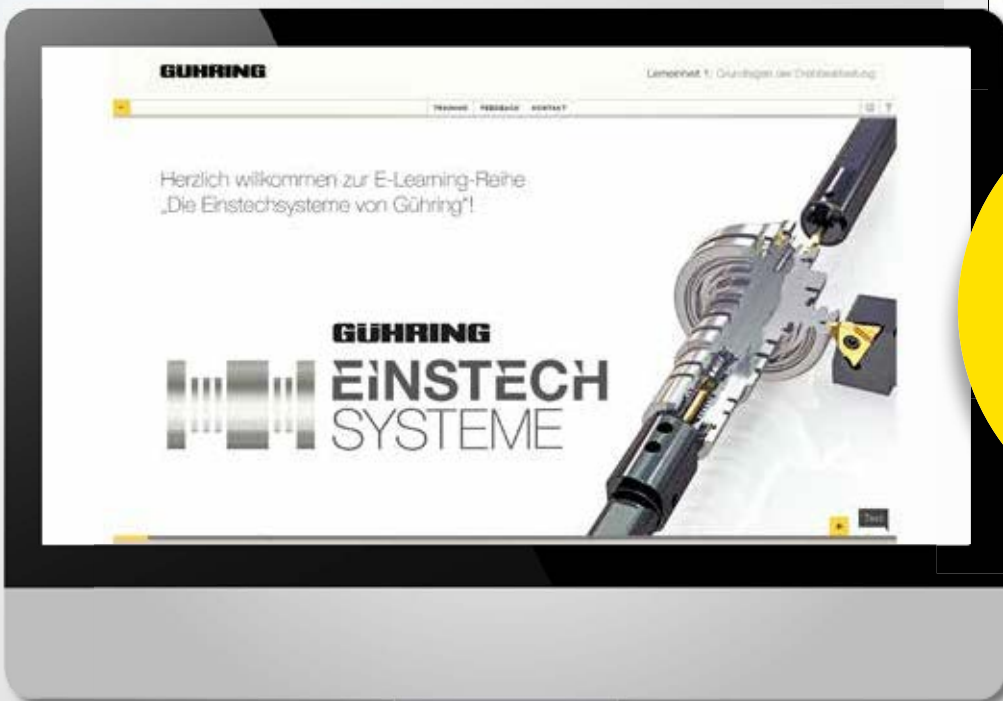 GUHRING
Lerneinheit 1: Grundlagen der Drehbearbeitung
TRAINING FEEDBACK KONTAKT
?
Herzlich willkommen zur E-Learning-Reihe
„Die Einstechsysteme von Gühring“!
GÜHRING
EINSTECH
SYSTEME
Text